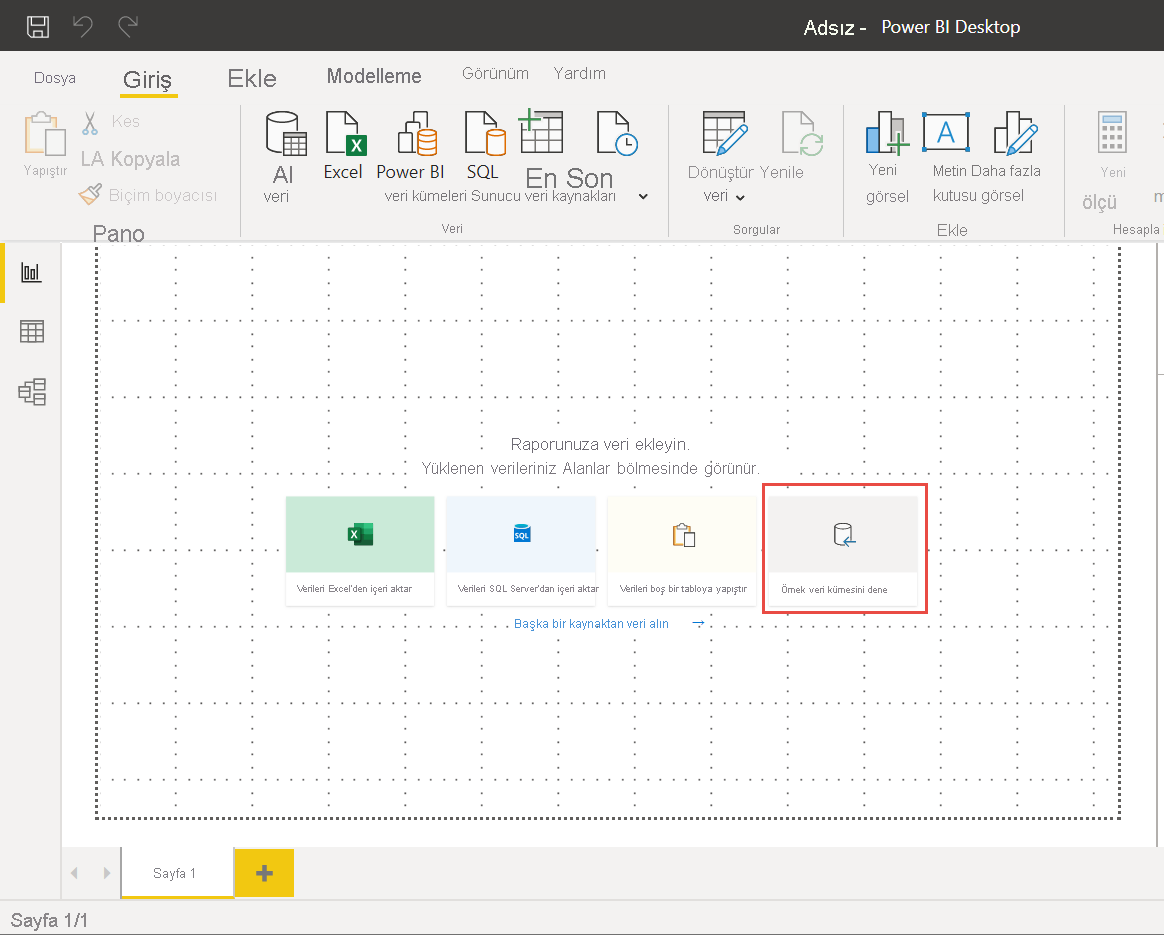 Adsız - Power BI Desktop
Dosya Giriş Ekle Modelleme Görünüm Yardım
Yapıştır
Kes
LA Kopyala
Biçim boyacısı
Pano
Al
veri
Excel
Power BI
SQL
En Son
veri kümeleri Sunucu veri kaynakları
Veri
Dönüştür Yenile
veri
Sorgular
Yeni
görsel
Metin Daha fazla
kutusu görsel
Ekle
Yeni
ölçü
Hesapla
Raporunuza veri ekleyin.
Yüklenen verileriniz Alanlar bölmesinde görünür.
Verileri Excel'den içeri aktar
Verileri SQL Server'dan içeri aktar
Verileri boş bir tabloya yapıştır
Örnek veri kümesini dene
Başka bir kaynaktan veri alın →
Sayfa 1
Sayfa 1/1